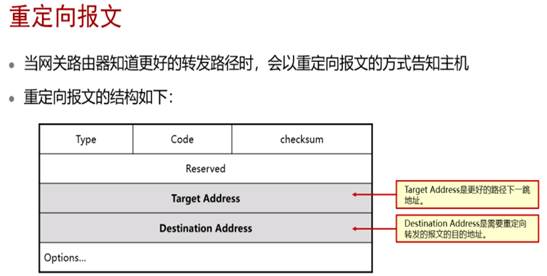 重定向报文
当网关路由器知道更好的转发路径时，会以重定向报文的方式告知主机
重定向报文的结构如下：
Type Code checksum
Reserved
Target Address
Target Address是更好的路径下一跳
地址。
Destination Address
Destination Address是需要重定向
转发的报文的目的地址。
Options...